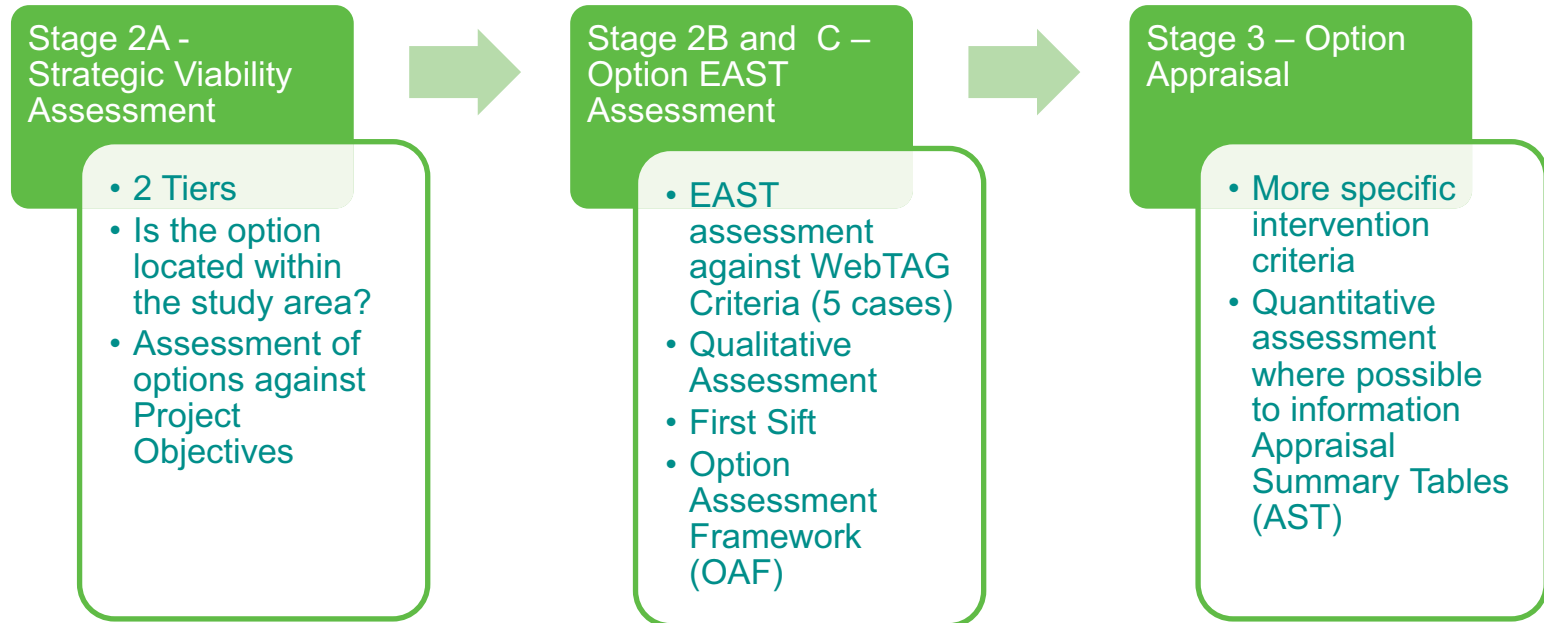 Stage 2A -
Strategic Viability
Assessment
• 2 Tiers
• Is the option
located within
the study area?
• Assessment of
options against
Project
Objectives
Stage 2B and C –
Option EAST
Assessment
• EAST
assessment
against WebTAG
Criteria (5 cases)
• Qualitative
Assessment
• First Sift
• Option
Assessment
Framework
(OAF)
Stage 3 – Option
Appraisal
• More specific
intervention
criteria
• Quantitative
assessment
where possible
to information
Appraisal
Summary Tables
(AST)